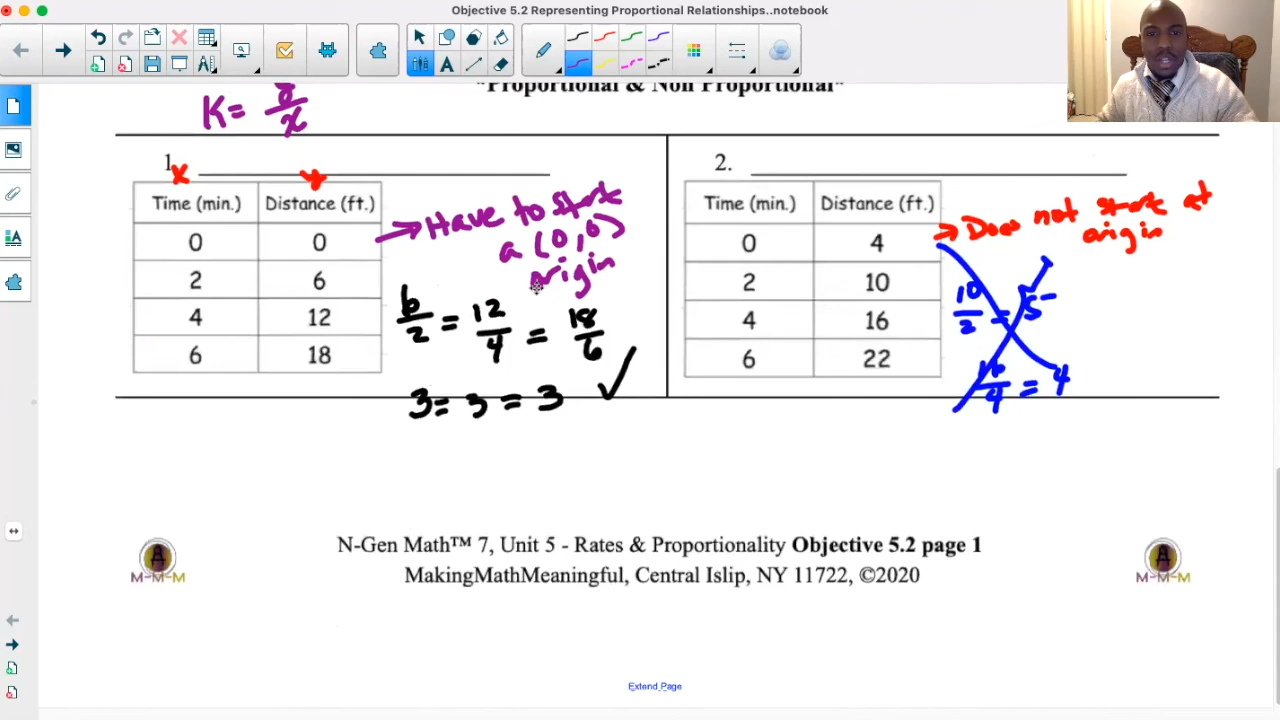 Objective 5.2 Representing Proportional Relationships..notebook
"Proportional & Non Proportional"
K = y/x
1.
x y
Time (min.) Distance (ft.)
0 0
2 6
4 12
6 18
→ Have to start
a (0,0)
origin
6/2 = 12/4 = 18/6
3 = 3 = 3 ✓
2.
Time (min.) Distance (ft.)
0 4
2 10
4 16
6 22
→ Does not start at
origin
10/2 = 5
16/4 = 4
N-Gen Math™ 7, Unit 5 - Rates & Proportionality Objective 5.2 page 1
MakingMathMeaningful, Central Islip, NY 11722, ©2020
A
M-M-M
A
M-M-M
Extend Page